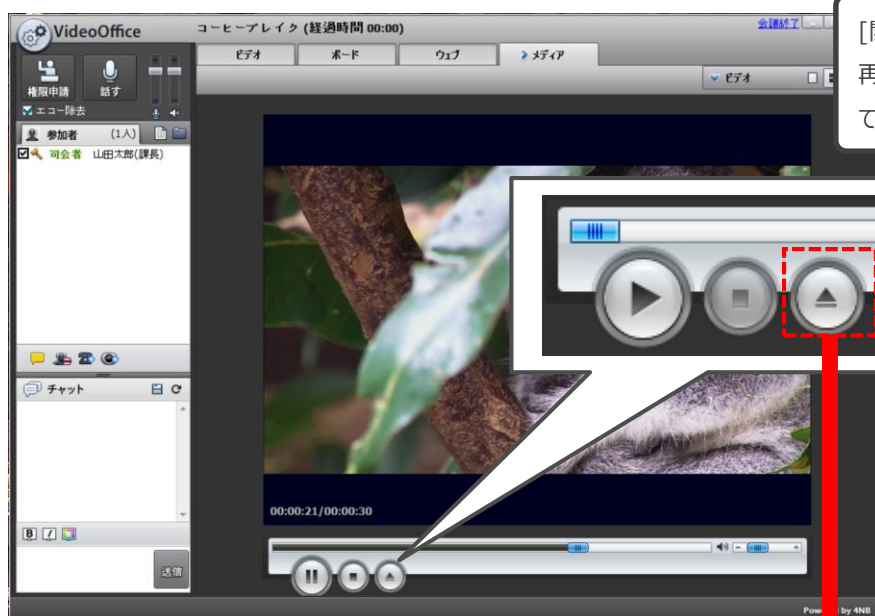 VideoOffice
コーヒーブレイク (経過時間 00:00)
会議終了
ビデオ
ボード
ウェブ
メディア
ビデオ
権限申請
話す
エコー除去
参加者 (1人)
司会者 山田太郎(課長)
再
て
チャット
00:00:21/00:00:30
B I
送信
by 4NB